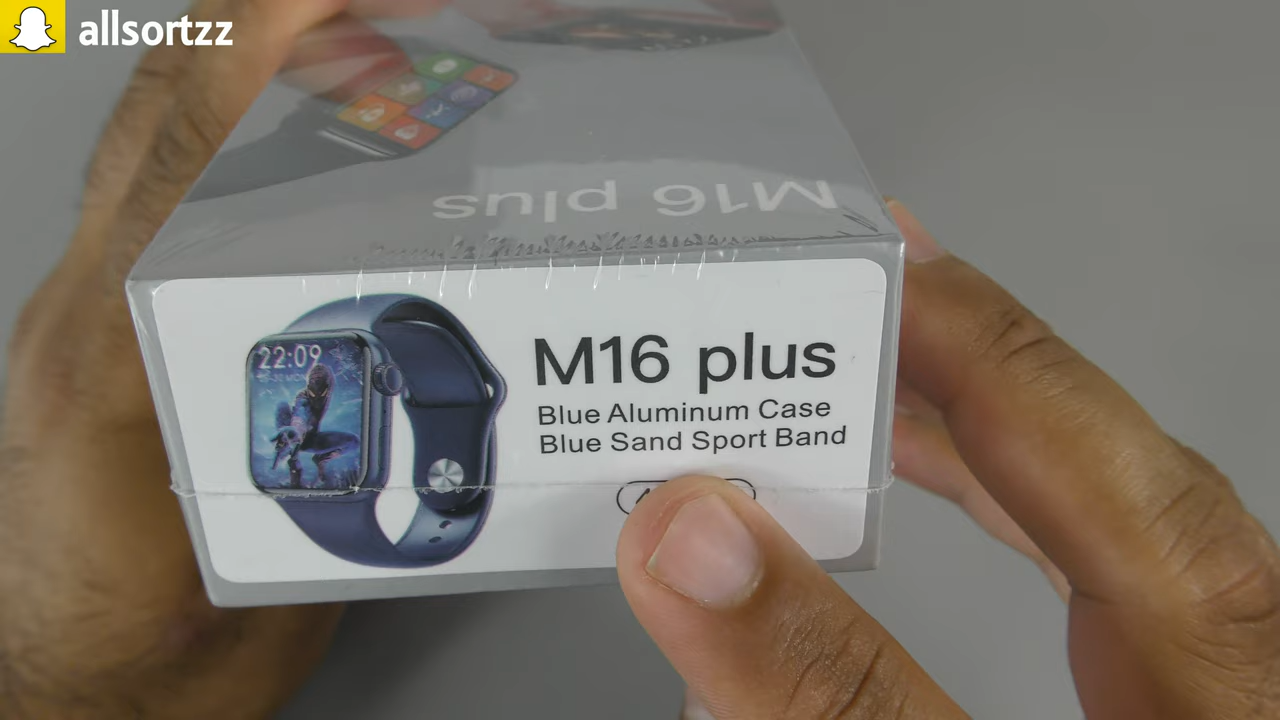 allsortzz
M16 plus
22:09
M16 plus
Blue Aluminum Case
Blue Sand Sport Band